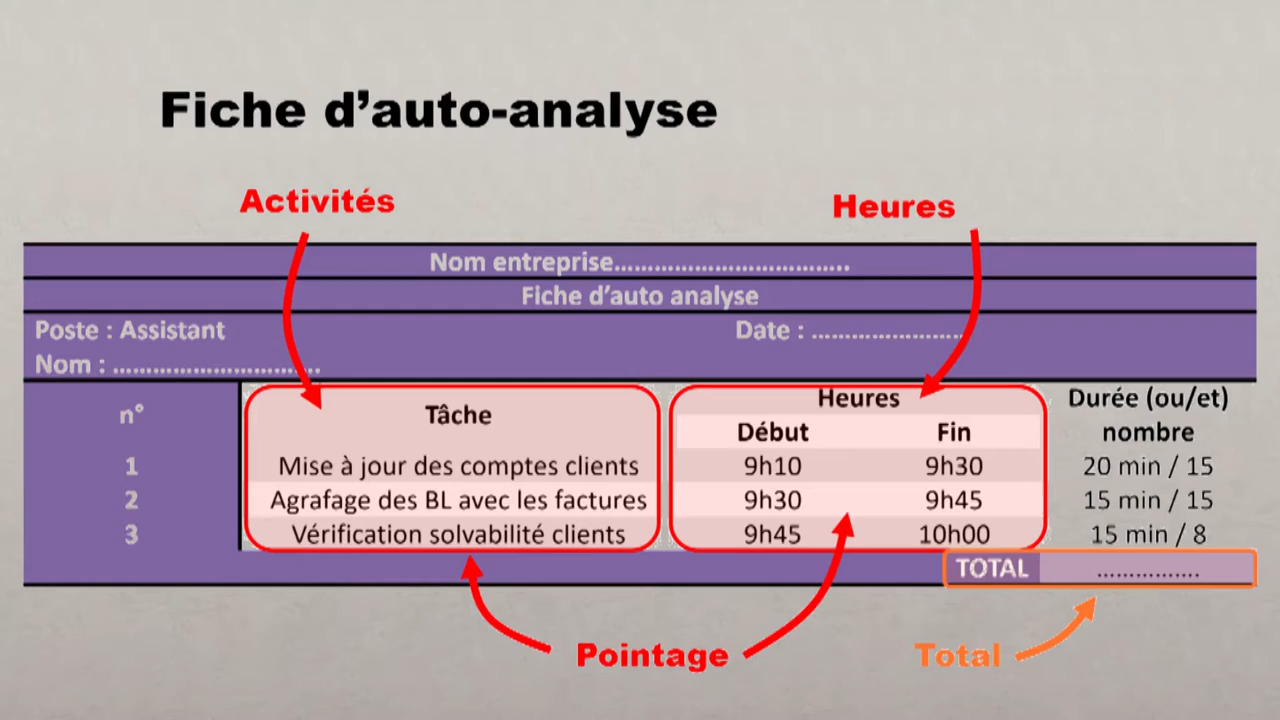 Fiche d’auto-analyse
Activités
Heures
Nom entreprise……………………………..
Fiche d’auto analyse
Poste : Assistant
Date : ……………………
Nom : ……………………………
n°
Tâche
Heures
Durée (ou/et)
Début
Fin
nombre
1
Mise à jour des comptes clients
9h10
9h30
20 min / 15
2
Agrafage des BL avec les factures
9h30
9h45
15 min / 15
3
Vérification solvabilité clients
9h45
10h00
15 min / 8
TOTAL
…………….
Pointage
Total